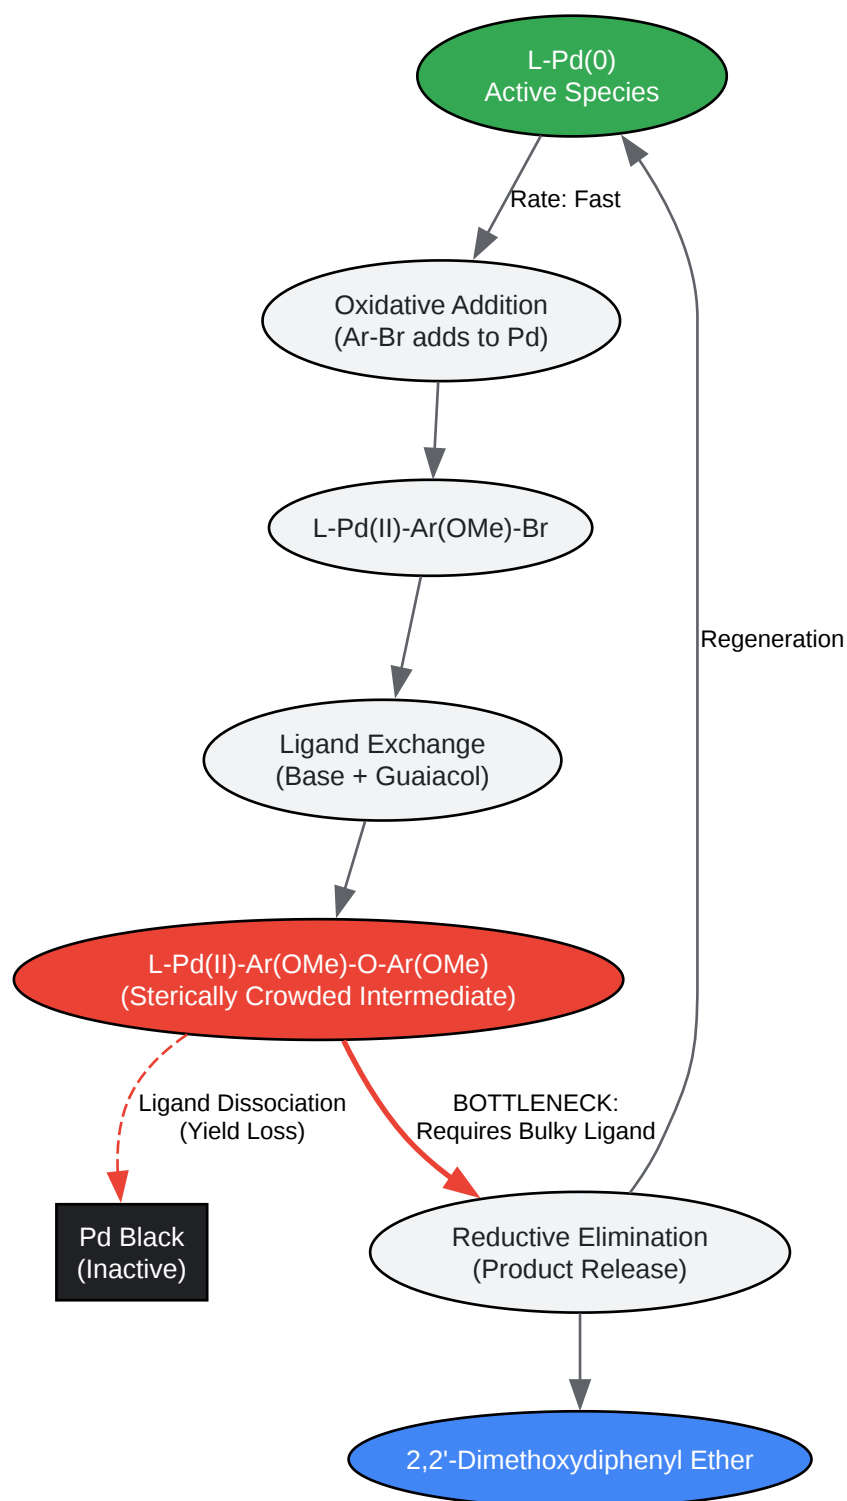 L-Pd(0)
Active Species
Rate: Fast
Oxidative Addition
(Ar-Br adds to Pd)
L-Pd(II)-Ar(OMe)-Br
Regeneration
Ligand Exchange
(Base + Guaiacol)
L-Pd(II)-Ar(OMe)-O-Ar(OMe)
(Sterically Crowded Intermediate)
Ligand Dissociation
(Yield Loss)
BOTTLENECK:
Requires Bulky Ligand
Pd Black
(Inactive)
Reductive Elimination
(Product Release)
2,2'-Dimethoxydiphenyl Ether